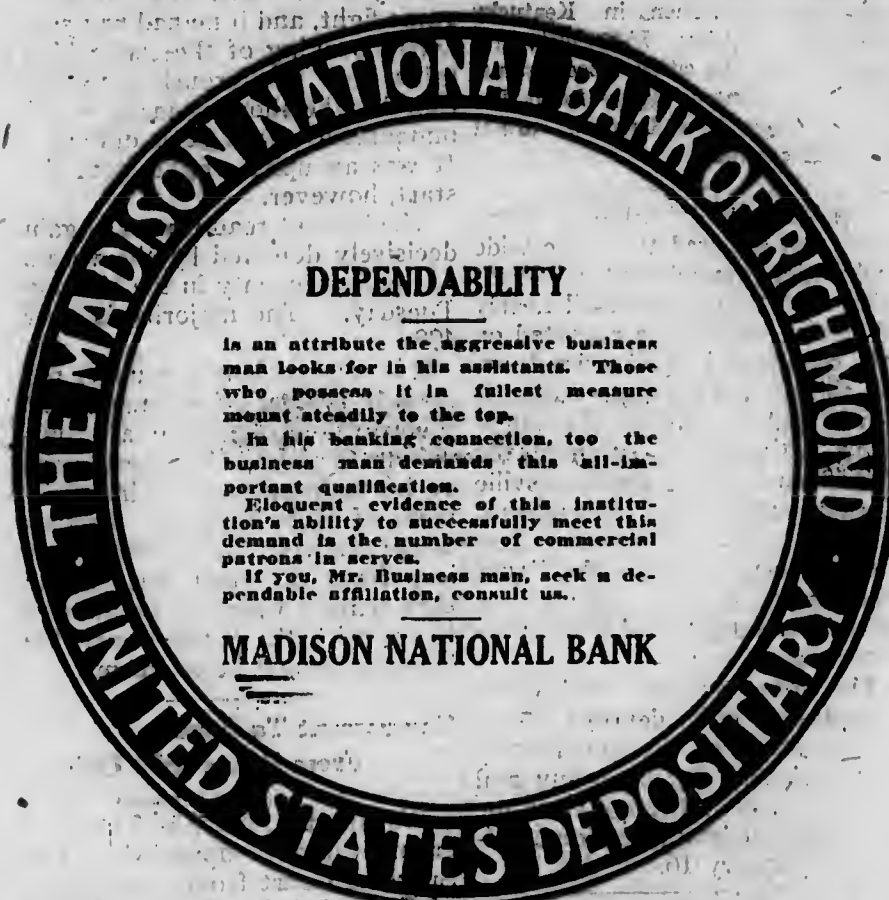 THE MADISON NATIONAL BANK OF RICHMOND
DEPENDABILITY
is an attribute the aggressive business
man looks for in his assistants. Those
who possess it in fullest measure
mount steadily to the top.
In his banking connection, too the
business man demands this all-im-
portant qualification.
Eloquent evidence of this institu-
tion's ability to successfully meet this
demand is the number of commercial
patrons in serves.
If you, Mr. Business man, seek a de-
pendable affiliation, consult us.
MADISON NATIONAL BANK
UNITED STATES DEPOSITARY